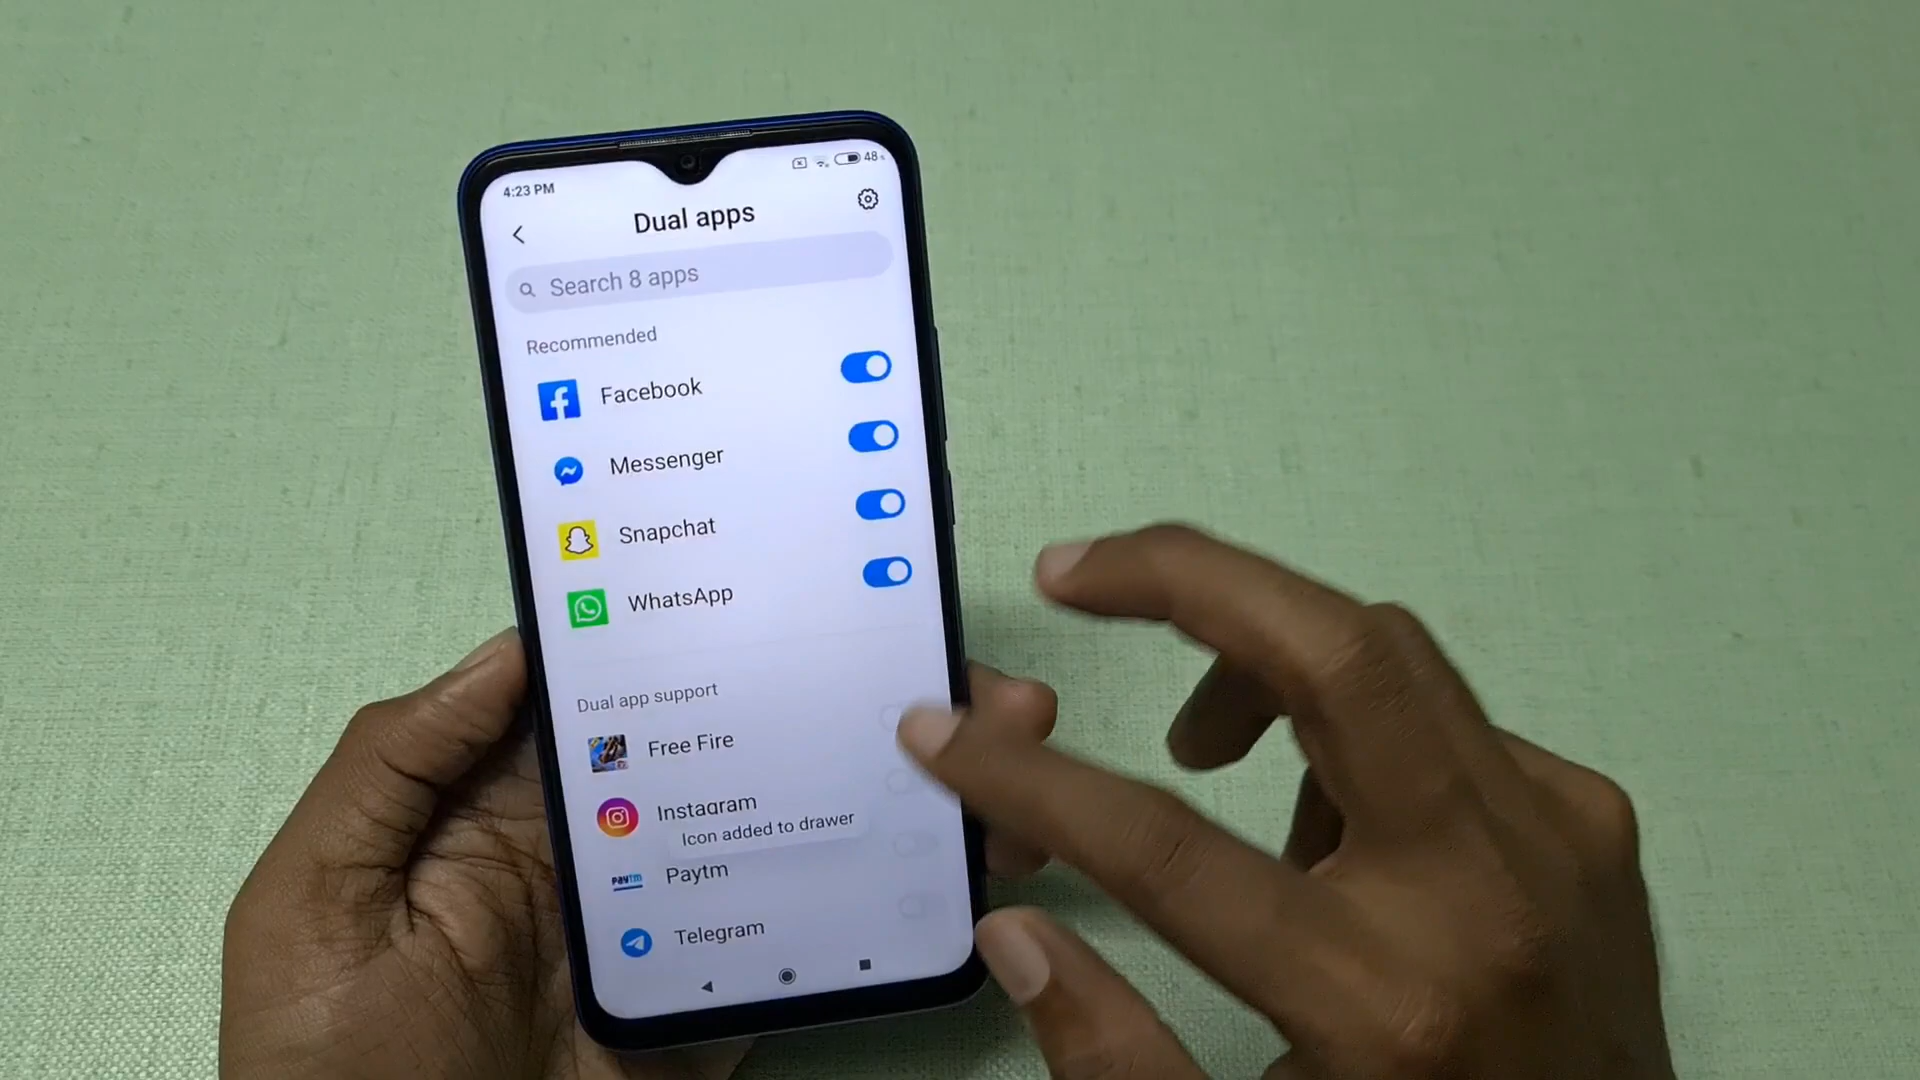 4:23 PM
48
Dual apps
Search 8 apps
Recommended
Facebook
Messenger
Snapchat
WhatsApp
Dual app support
Free Fire
Instagram
Icon added to drawer
Paytm
Paytm
Telegram